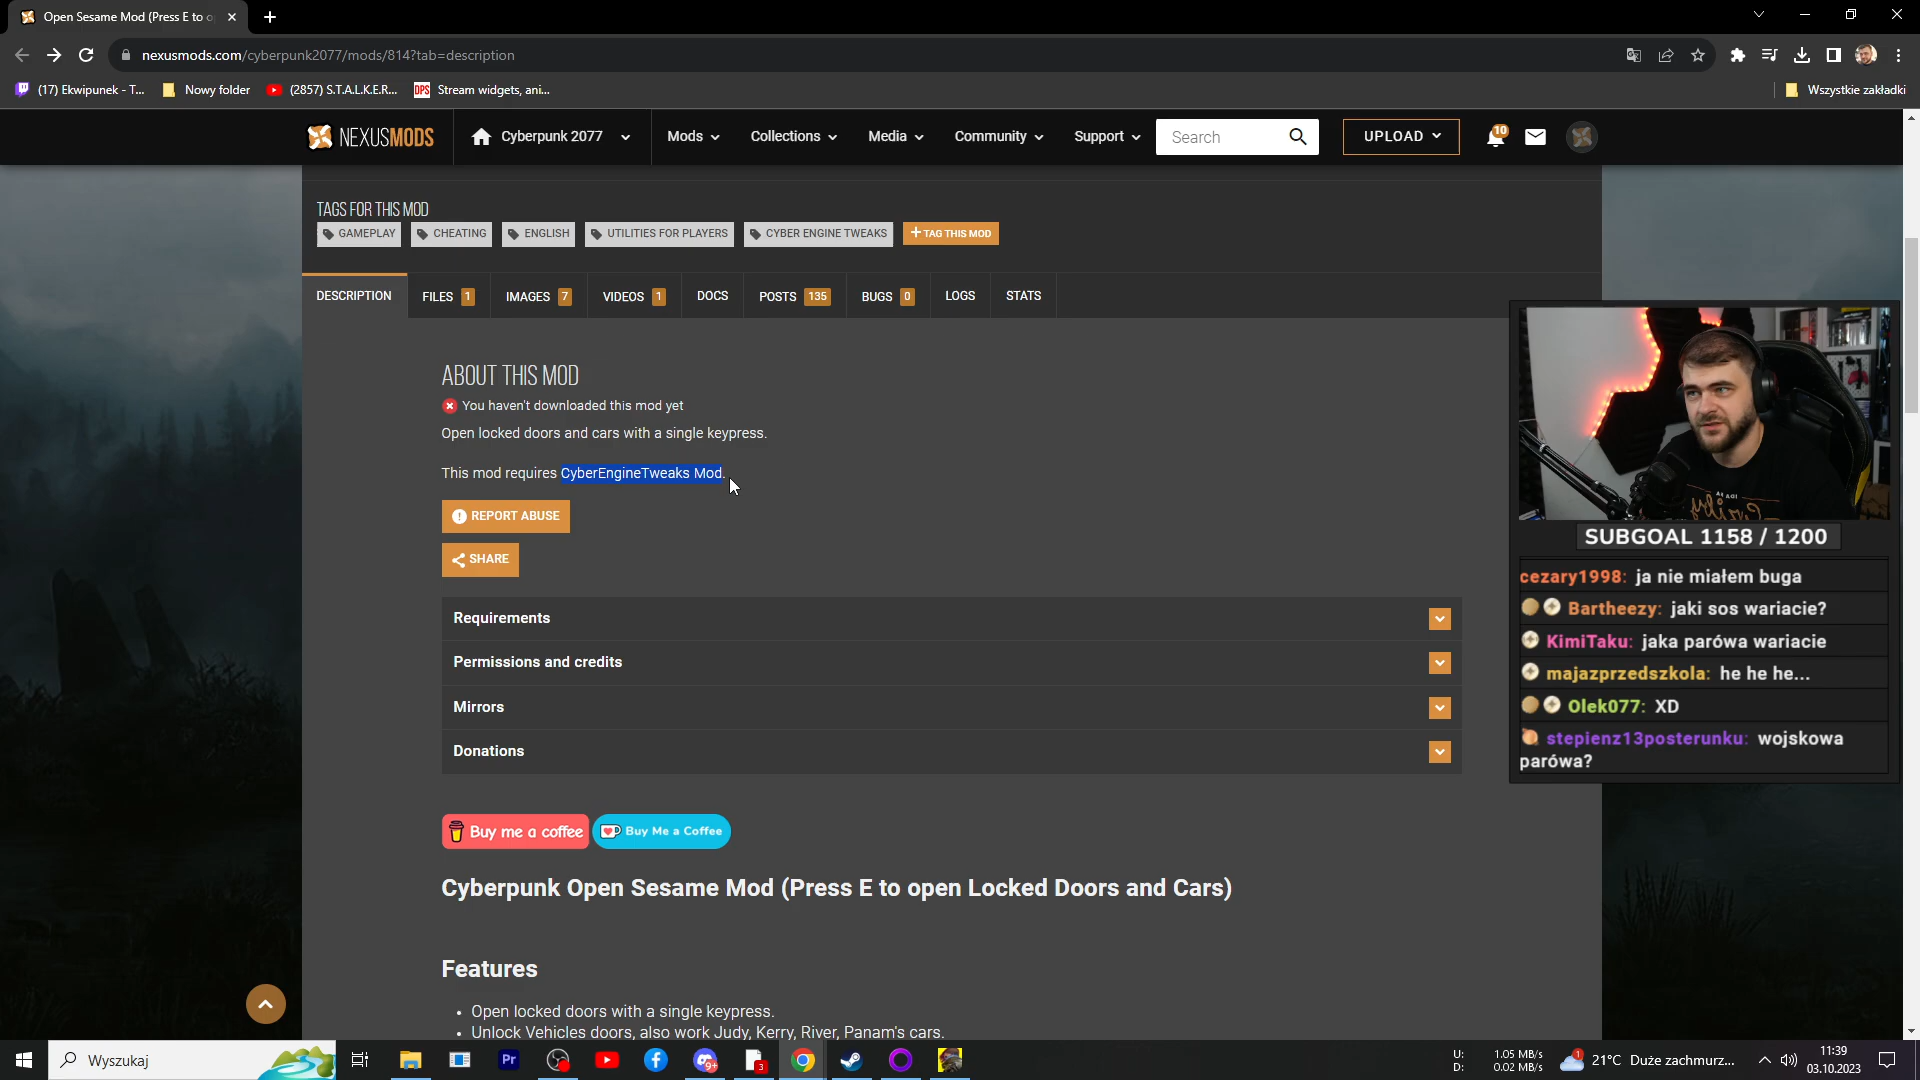 Open Sesame Mod (Press E to o
nexusmods.com/cyberpunk2077/mods/814?tab=description
(17) Ekwipunek - T...
Nowy folder
(2857) S.T.A.L.K.E.R...
DPS
Stream widgets, ani...
Wszystkie zakładki
NEXUSMODS
Cyberpunk 2077
Mods
Collections
Media
Community
Support
Search
UPLOAD
10
TAGS FOR THIS MOD
GAMEPLAY
CHEATING
ENGLISH
UTILITIES FOR PLAYERS
CYBER ENGINE TWEAKS
+ TAG THIS MOD
DESCRIPTION
FILES 1
IMAGES 7
VIDEOS 1
DOCS
POSTS 135
BUGS 0
LOGS
STATS
ABOUT THIS MOD
You haven't downloaded this mod yet
Open locked doors and cars with a single keypress.
This mod requires CyberEngineTweaks Mod.
REPORT ABUSE
SHARE
Requirements
Permissions and credits
Mirrors
Donations
Buy me a coffee
Buy Me a Coffee
Cyberpunk Open Sesame Mod (Press E to open Locked Doors and Cars)
Features
• Open locked doors with a single keypress.
• Unlock Vehicles doors, also work Judy, Kerry, River, Panam's cars.
SUBGOAL 1158 / 1200
cezary1998: ja nie miałem buga
Bartheezy: jaki sos wariacie?
KimiTaku: jaka parówa wariacie
majazprzedszkola: he he he...
Olek077: XD
stepienz13posterunku: wojskowa
parówa?
Wyszukaj
Pr
9+
3
U:
D:
1.05 MB/s
0.02 MB/s
1
21°C Duże zachmurz...
11:39
03.10.2023